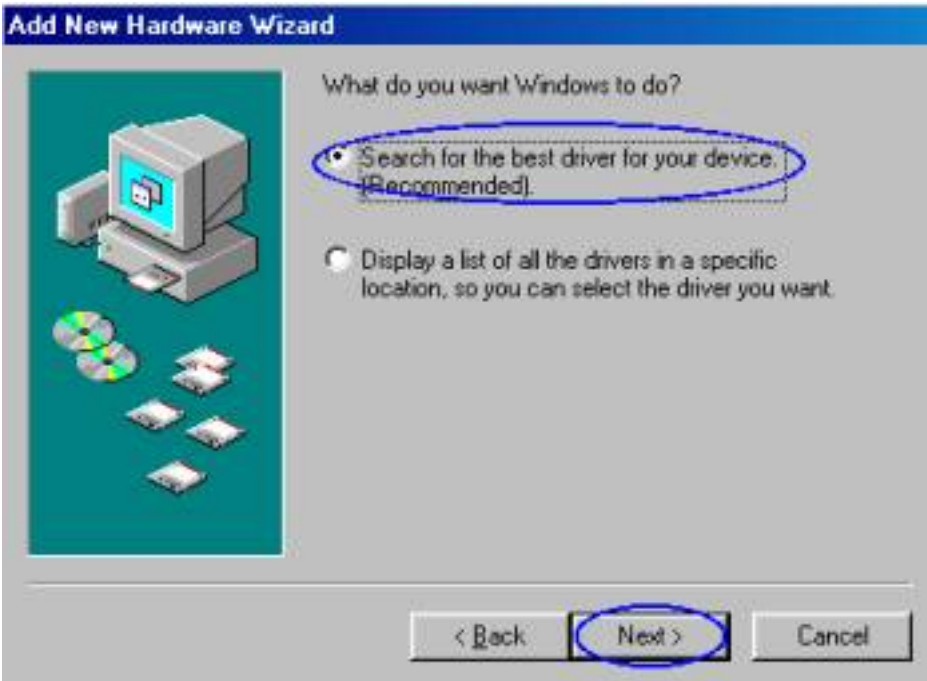 Add New Hardware Wizard
What do you want Windows to do?
Search for the best driver for your device.
(Recommended).
Display a list of all the drivers in a specific
location, so you can select the driver you want.
< Back
Next >
Cancel